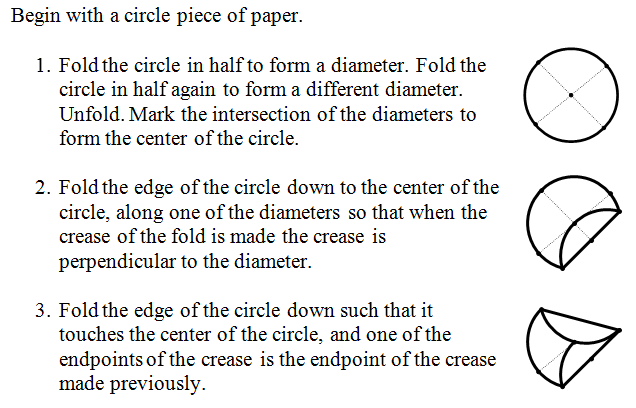 Begin with a circle piece of paper.
1. Fold the circle in half to form a diameter. Fold the
circle in half again to form a different diameter.
Unfold. Mark the intersection of the diameters to
form the center of the circle.
2. Fold the edge of the circle down to the center of the
circle, along one of the diameters so that when the
crease of the fold is made the crease is
perpendicular to the diameter.
3. Fold the edge of the circle down such that it
touches the center of the circle, and one of the
endpoints of the crease is the endpoint of the crease
made previously.